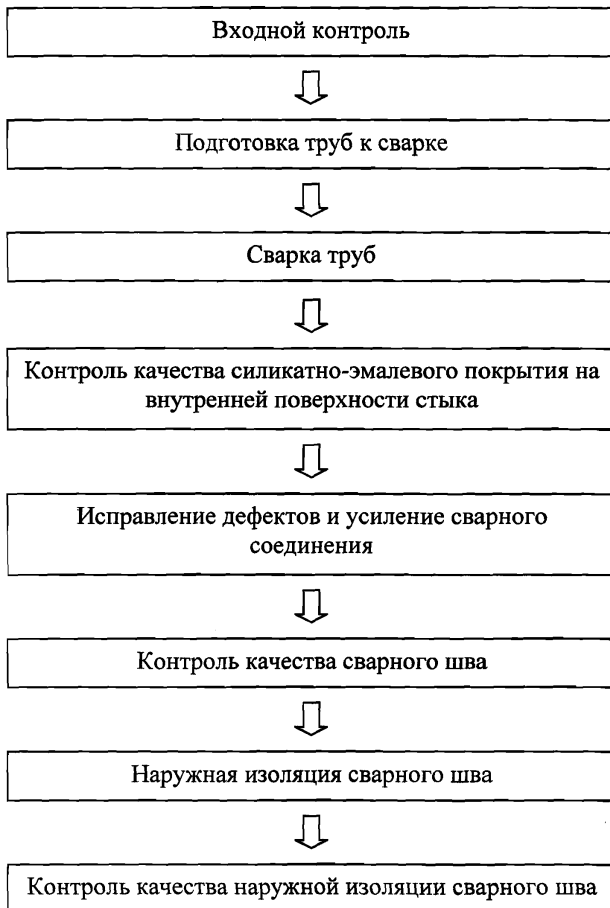 Входной контроль
Подготовка труб к сварке
Сварка труб
Контроль качества силикатно-эмалевого покрытия на
внутренней поверхности стыка
Исправление дефектов и усиление сварного
соединения
Контроль качества сварного шва
Наружная изоляция сварного шва
Контроль качества наружной изоляции сварного шва